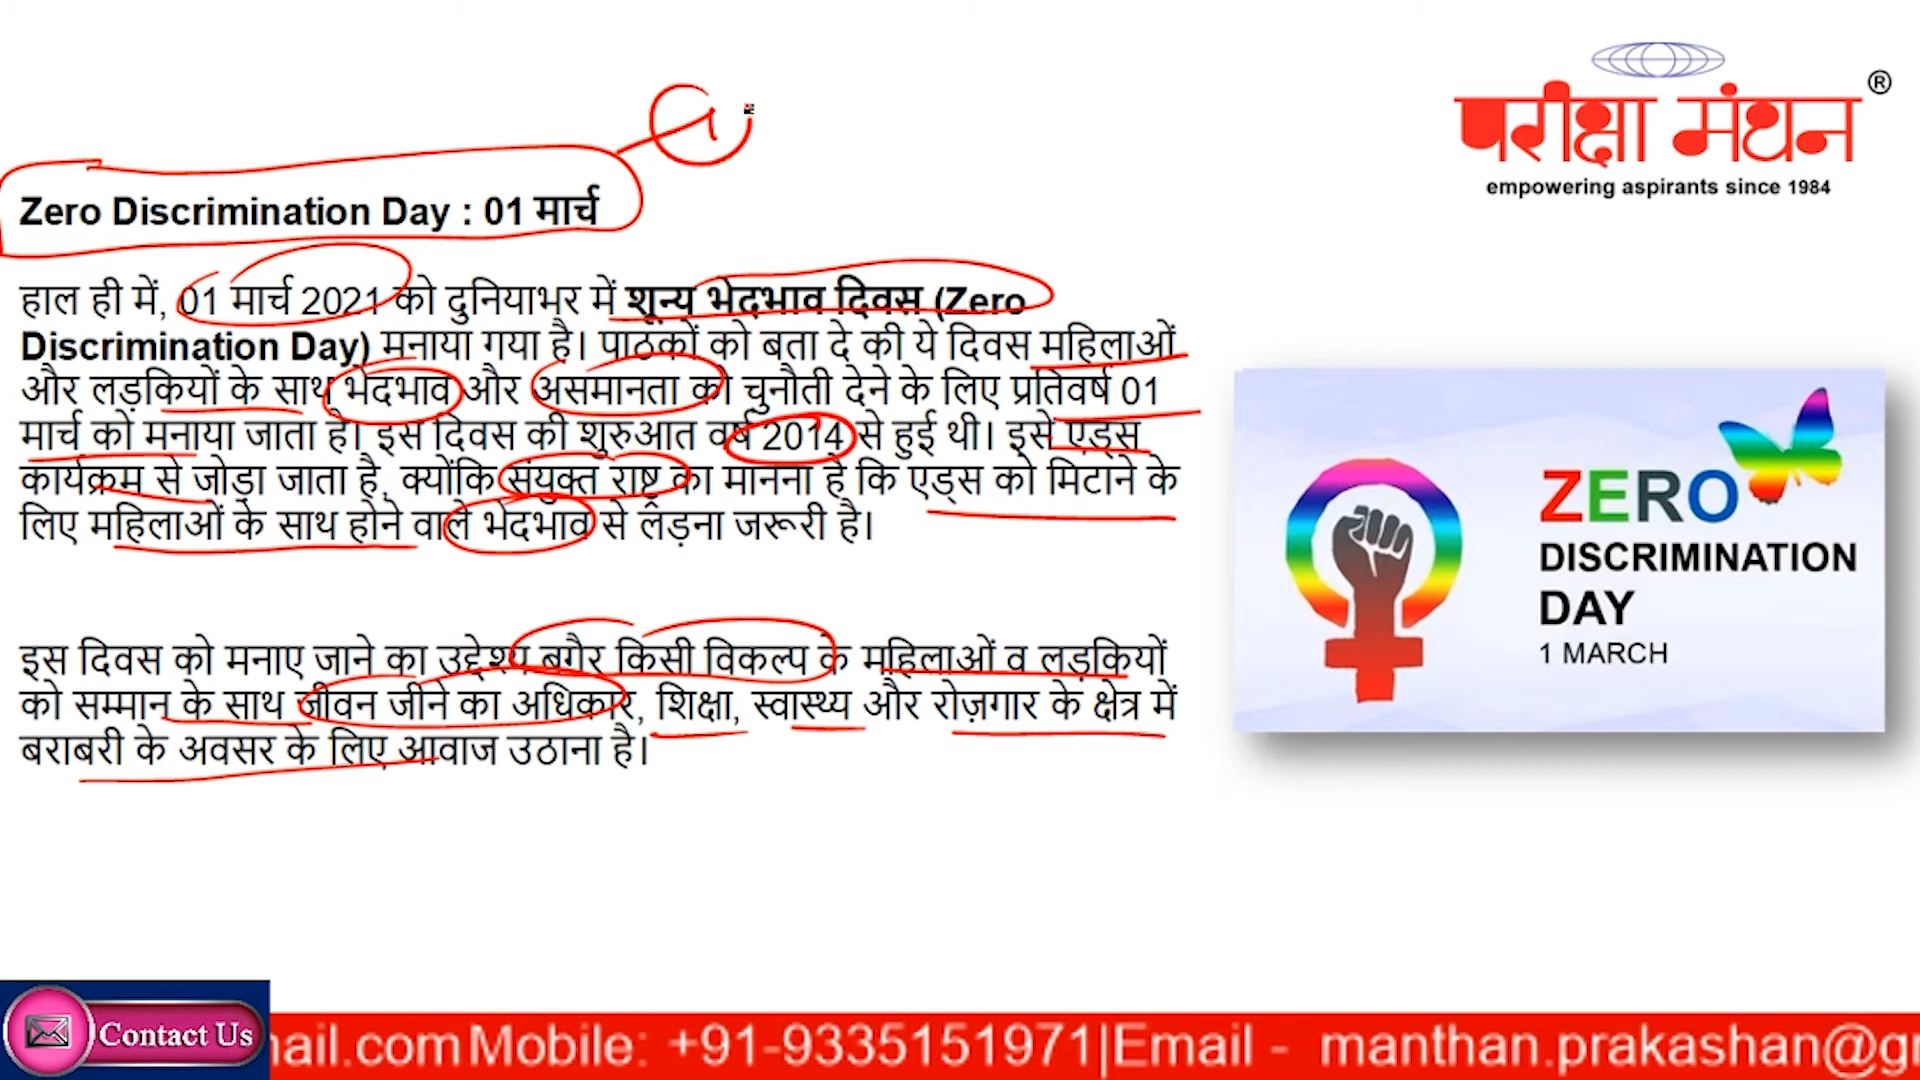 परीक्षा मंथन ®
empowering aspirants since 1984
Zero Discrimination Day : 01 मार्च
हाल ही में, 01 मार्च 2021 को दुनियाभर में शून्य भेदभाव दिवस (Zero
Discrimination Day) मनाया गया है। पाठकों को बता दे की ये दिवस महिलाओं
और लड़कियों के साथ भेदभाव और असमानता को चुनौती देने के लिए प्रतिवर्ष 01
मार्च को मनाया जाता है। इस दिवस की शुरुआत वर्ष 2014 से हुई थी। इसे एड्स
कार्यक्रम से जोड़ा जाता है, क्योंकि संयुक्त राष्ट्र का मानना है कि एड्स को मिटाने के
लिए महिलाओं के साथ होने वाले भेदभाव से लड़ना जरूरी है।
इस दिवस को मनाए जाने का उद्देश्य बगैर किसी विकल्प के महिलाओं व लड़कियों
को सम्मान के साथ जीवन जीने का अधिकार, शिक्षा, स्वास्थ्य और रोज़गार के क्षेत्र में
बराबरी के अवसर के लिए आवाज उठाना है।
ZERO
DISCRIMINATION
DAY
1 MARCH
Contact Us
ail.com Mobile: +91-9335151971|Email - manthan.prakashan@g